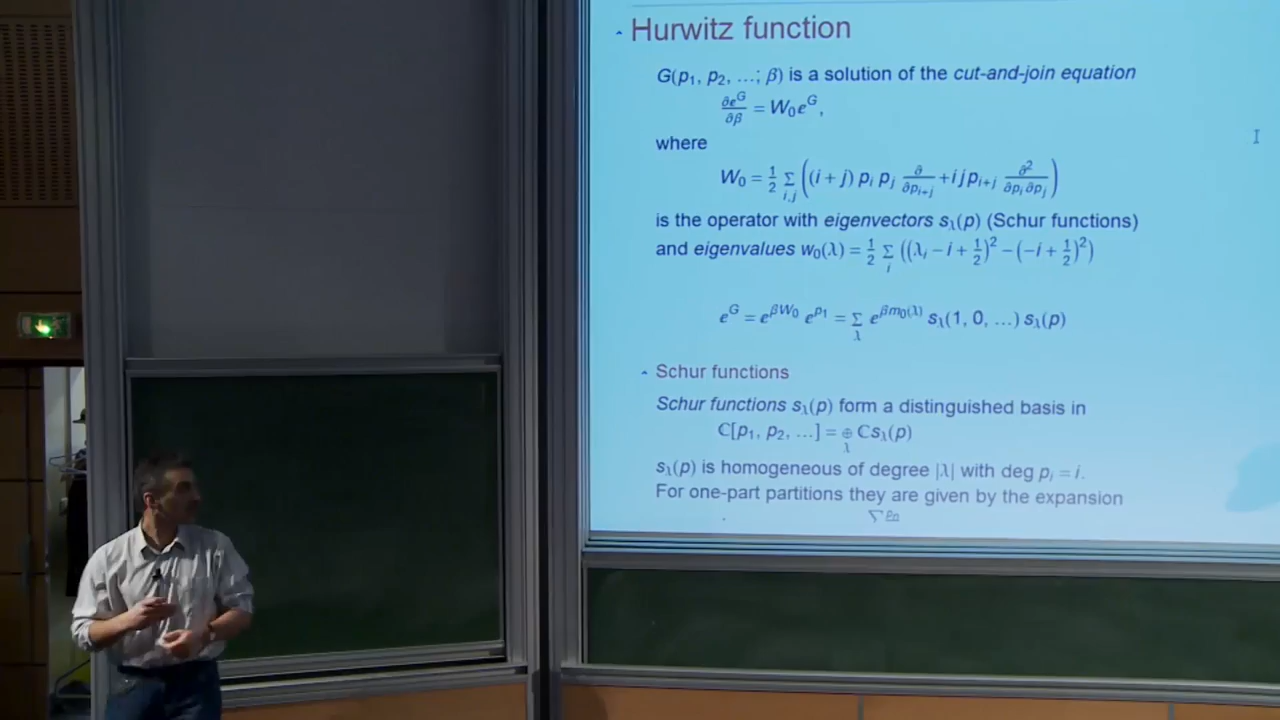 Hurwitz function
G(p₁, p₂, …; β) is a solution of the cut-and-join equation
∂e^G/∂β = W₀e^G,
where
W₀ = 1/2 Σ_{i,j} ((i + j) pᵢ pⱼ ∂/∂p_{i+j} + i j p_{i+j} ∂²/∂pᵢ ∂pⱼ)
is the operator with eigenvectors s_λ(p) (Schur functions)
and eigenvalues w₀(λ) = 1/2 Σ_i ((λᵢ − i + 1/2)² − (−i + 1/2)²)
e^G = e^{βW₀} e^{p₁} = Σ_λ e^{βm₀(λ)} s_λ(1, 0, …) s_λ(p)
Schur functions
Schur functions s_λ(p) form a distinguished basis in
ℂ[p₁, p₂, …] = ⊕_λ ℂs_λ(p)
s_λ(p) is homogeneous of degree |λ| with deg pᵢ = i.
For one-part partitions they are given by the expansion